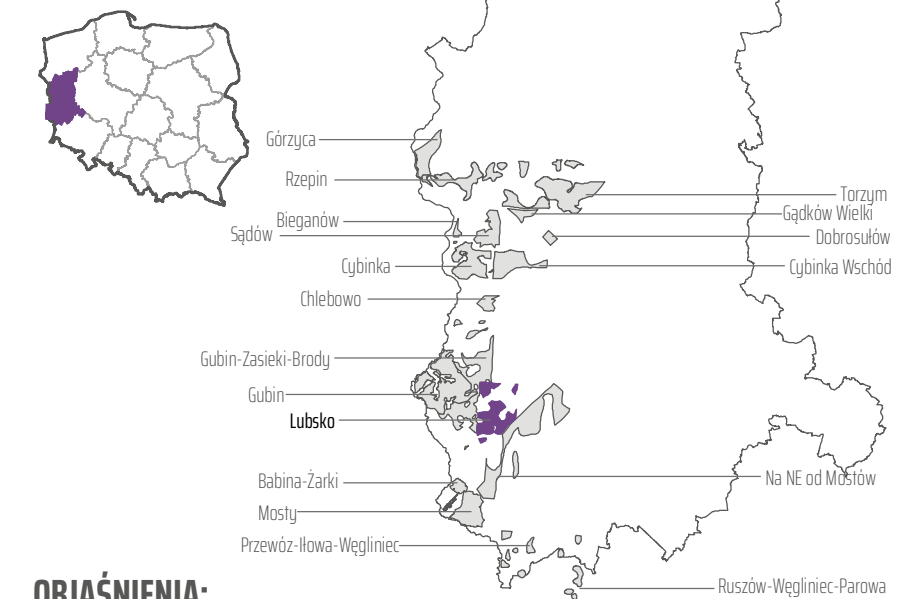 Górzyca
Rzepin
Torzym
Gądków Wielki
Bieganów
Sądów
Dobrosułów
Cybinka
Cybinka Wschód
Chlebowo
Gubin-Zasieki-Brody
Gubin
Lubsko
Babina-Żarki
Na NE od Mostów
Mosty
Przewóz-Iłowa-Węgliniec
Ruszów-Węgliniec-Parowa
OBJAŚNIENIA: